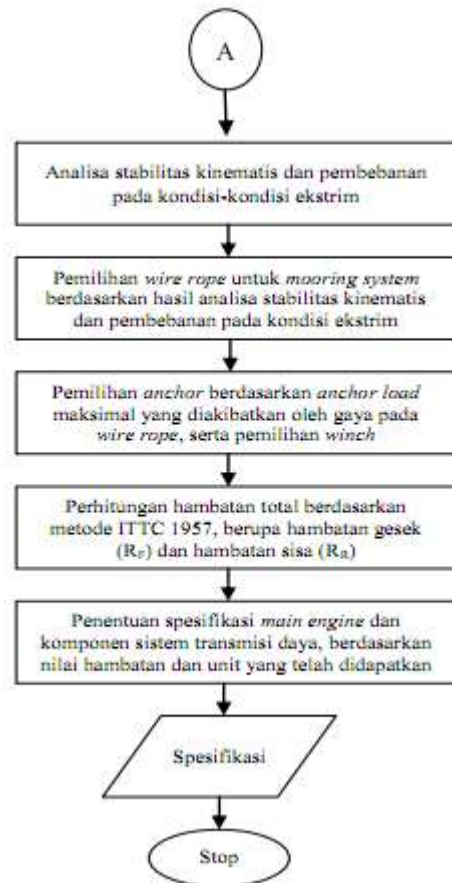 A
Analisa stabilitas kinematis dan pembebanan
pada kondisi-kondisi ekstrim
Pemilihan wire rope untuk mooring system
berdasarkan hasil analisa stabilitas kinematis
dan pembebanan pada kondisi ekstrim
Pemilihan anchor berdasarkan anchor load
maksimal yang diakibatkan oleh gaya pada
wire rope, serta pemilihan winch
Perhitungan hambatan total berdasarkan
metode ITTC 1957, berupa hambatan gesek
(RF) dan hambatan sisa (RR)
Penentuan spesifikasi main engine dan
komponen sistem transmisi daya, berdasarkan
nilai hambatan dan unit yang telah didapatkan
Spesifikasi
Stop